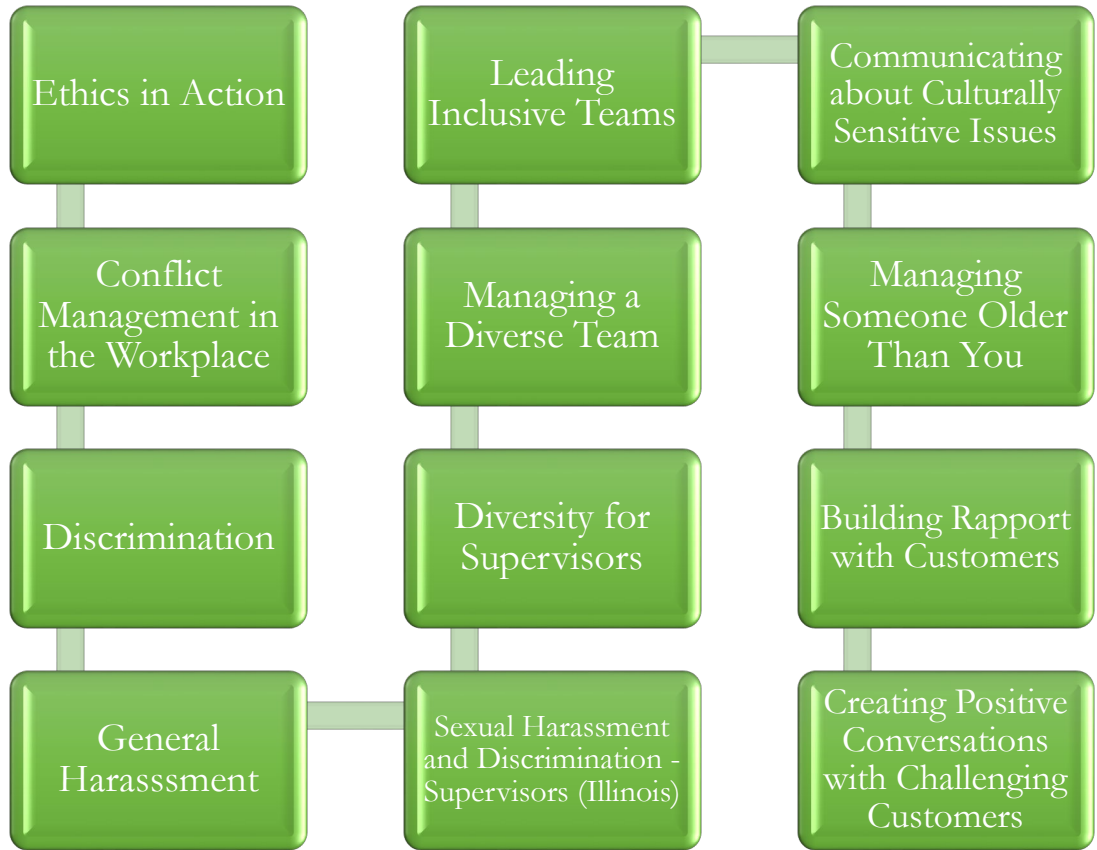 Ethics in Action
Conflict
Management in
the Workplace
Discrimination
General
Harasssment
Sexual Harassment
and Discrimination -
Supervisors (Illinois)
Diversity for
Supervisors
Managing a
Diverse Team
Leading
Inclusive Teams
Communicating
about Culturally
Sensitive Issues
Managing
Someone Older
Than You
Building Rapport
with Customers
Creating Positive
Conversations
with Challenging
Customers